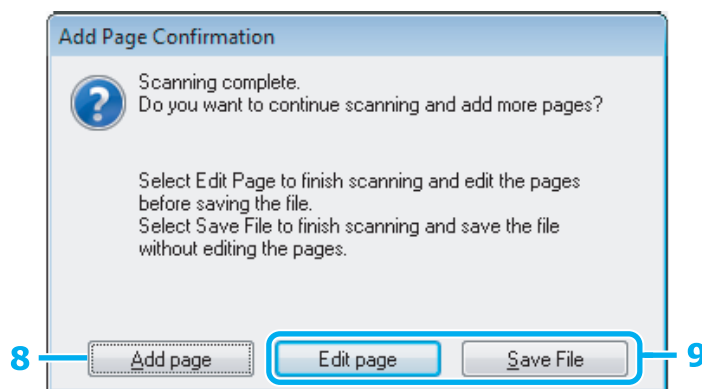 Add Page Confirmation
Scanning complete.
Do you want to continue scanning and add more pages?
Select Edit Page to finish scanning and edit the pages
before saving the file.
Select Save File to finish scanning and save the file
without editing the pages.
8 Add page Edit page Save File 9